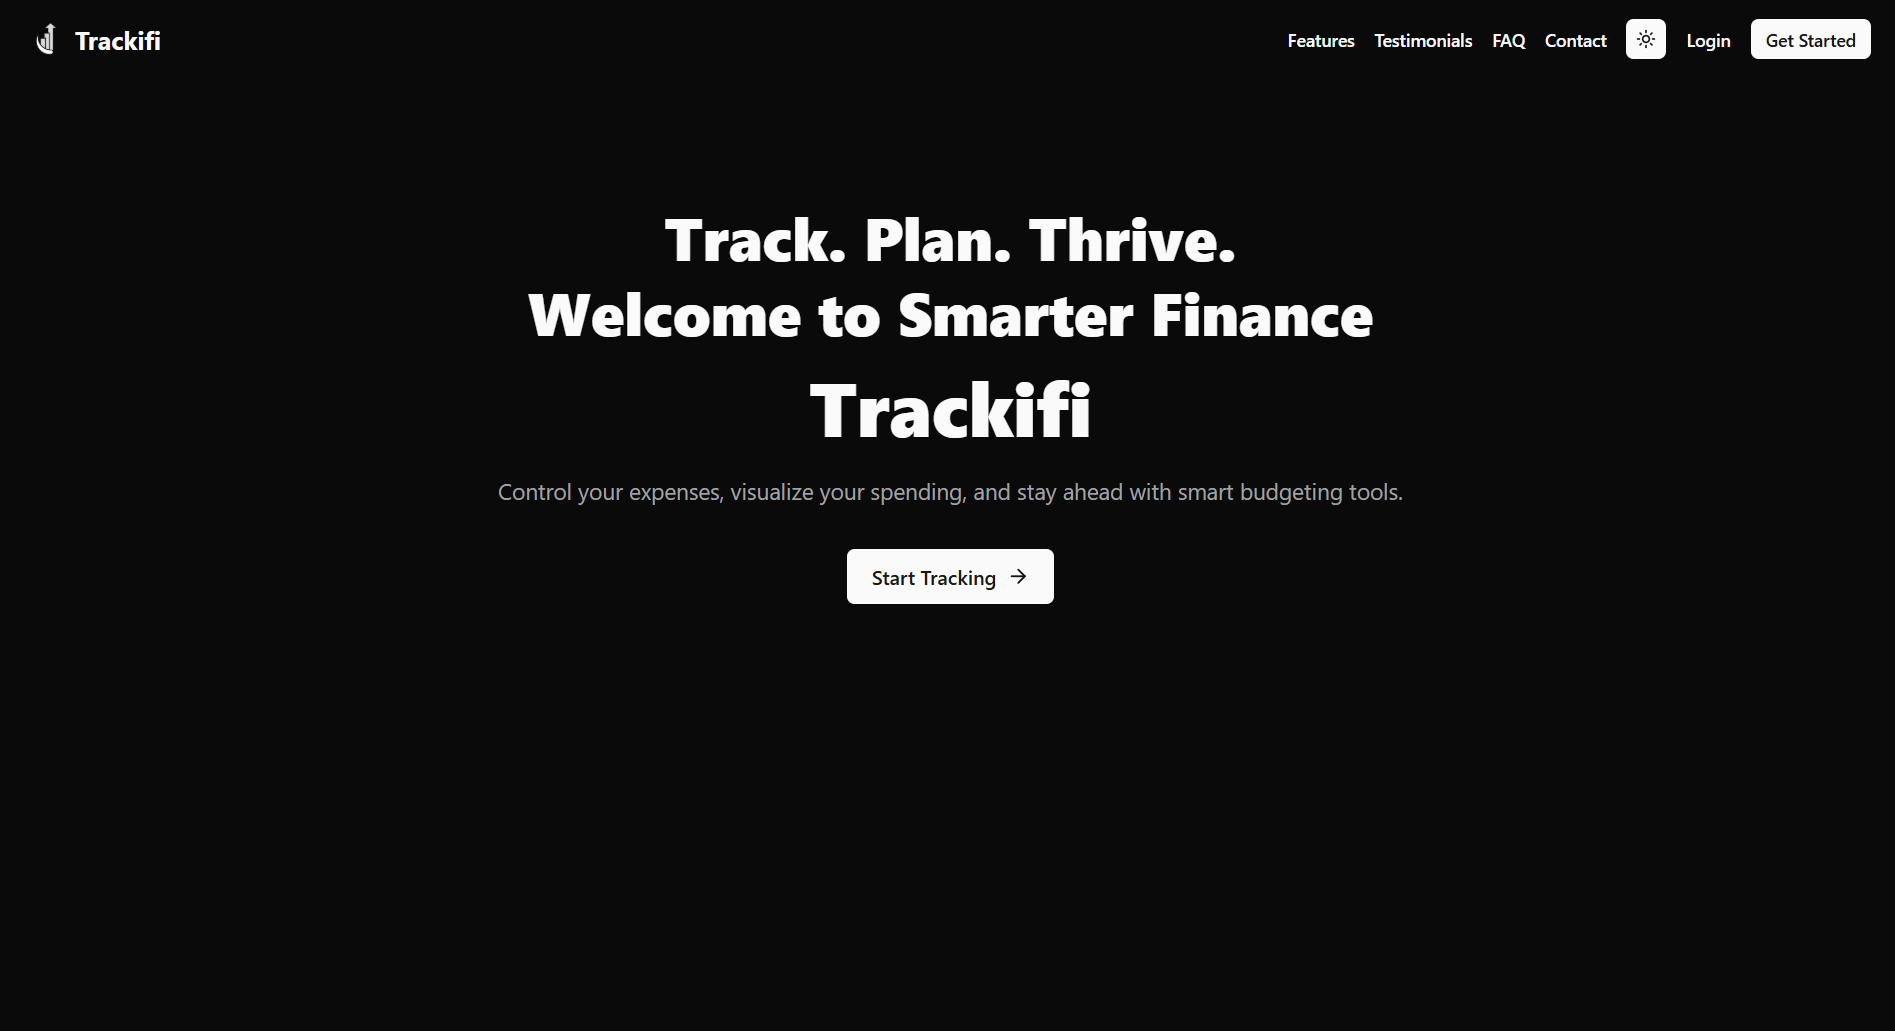 Trackifi
Features Testimonials FAQ Contact Login Get Started
Track. Plan. Thrive.
Welcome to Smarter Finance
Trackifi
Control your expenses, visualize your spending, and stay ahead with smart budgeting tools.
Start Tracking